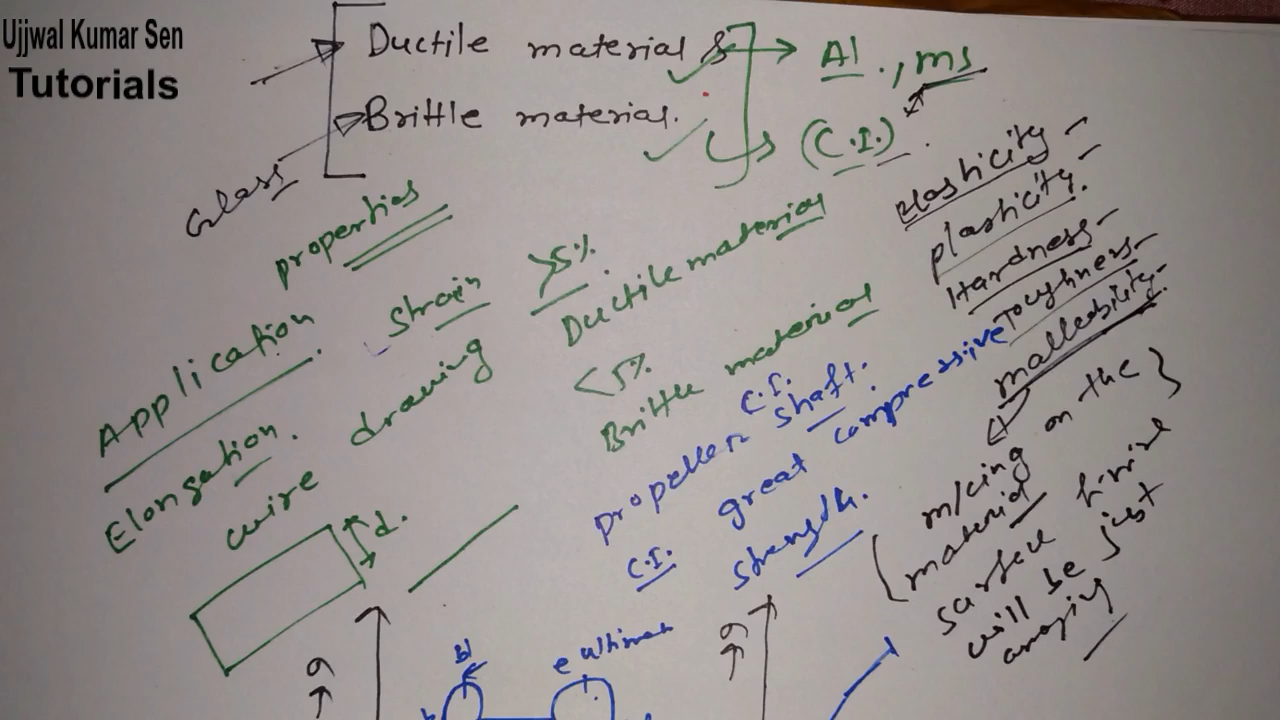 Ujjwal Kumar Sen
Tutorials
Ductile material & → Al., ms
Brittle material. → (C.I.)
Glass
properties
Application
Strain
>5%
Ductile material
<5%
Brittle material
Elongation.
wire drawing
d.
Elasticity -
plasticity. -
Hardness -
Toughness -
malleability -
C.I.
propeller shaft.
C.I. great compressive
strength.
m/cing on the
material
surface
will be just
amazing
σ
σ
e ultimate